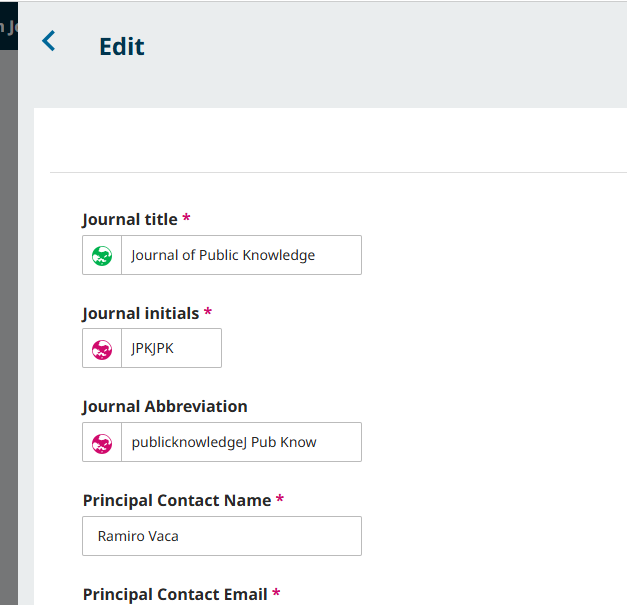 Edit
Journal title *
Journal of Public Knowledge
Journal initials *
JPKJPK
Journal Abbreviation
publicknowledgeJ Pub Know
Principal Contact Name *
Ramiro Vaca
Principal Contact Email *